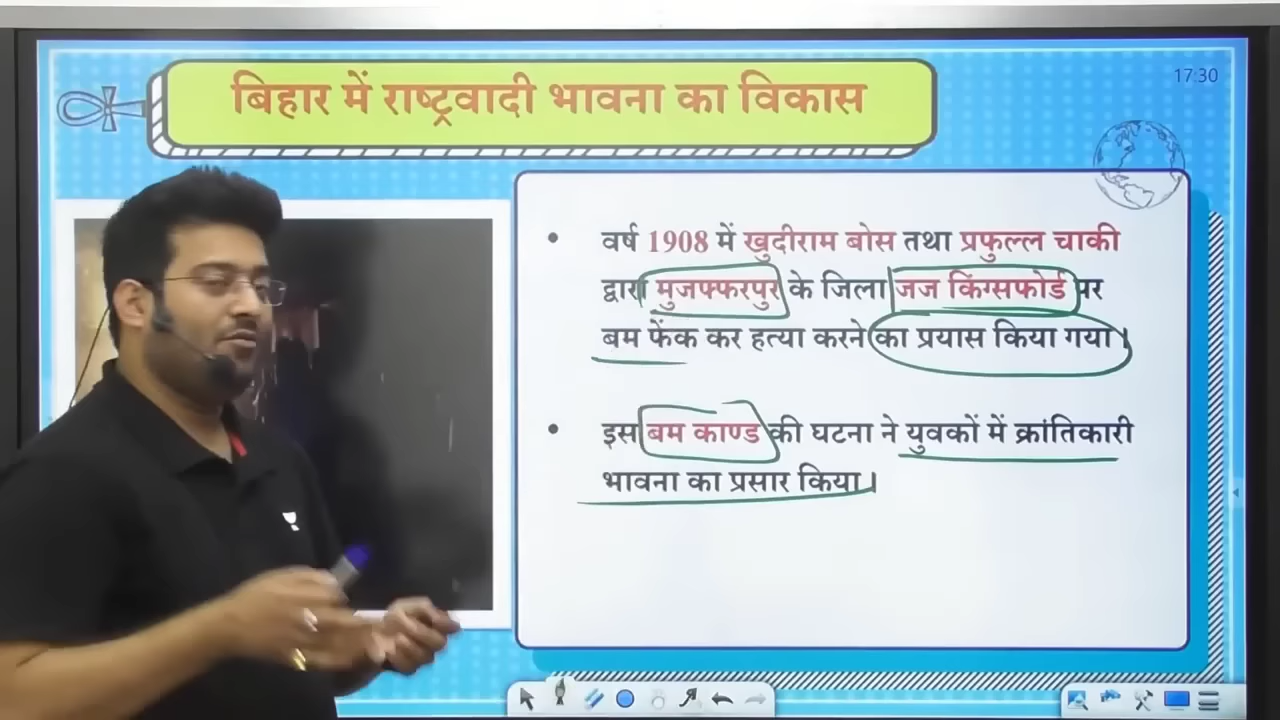 बिहार में राष्ट्रवादी भावना का विकास
17:30
• वर्ष 1908 में खुदीराम बोस तथा प्रफुल्ल चाकी
द्वारा मुजफ्फरपुर के जिला जज किंग्सफोर्ड पर
बम फेंक कर हत्या करने का प्रयास किया गया।
• इस बम काण्ड की घटना ने युवकों में क्रांतिकारी
भावना का प्रसार किया।